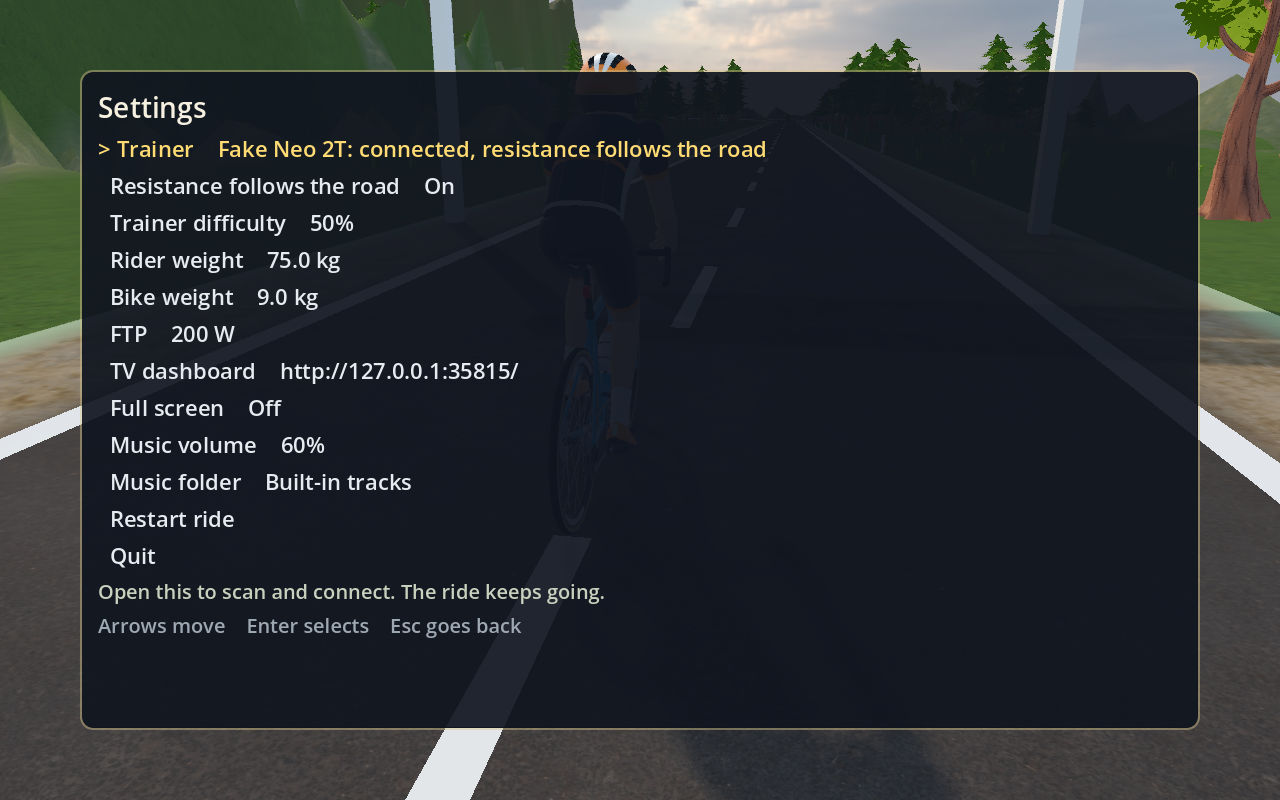 Settings
> Trainer Fake Neo 2T: connected, resistance follows the road
Resistance follows the road On
Trainer difficulty 50%
Rider weight 75.0 kg
Bike weight 9.0 kg
FTP 200 W
TV dashboard http://127.0.0.1:35815/
Full screen Off
Music volume 60%
Music folder Built-in tracks
Restart ride
Quit
Open this to scan and connect. The ride keeps going.
Arrows move Enter selects Esc goes back